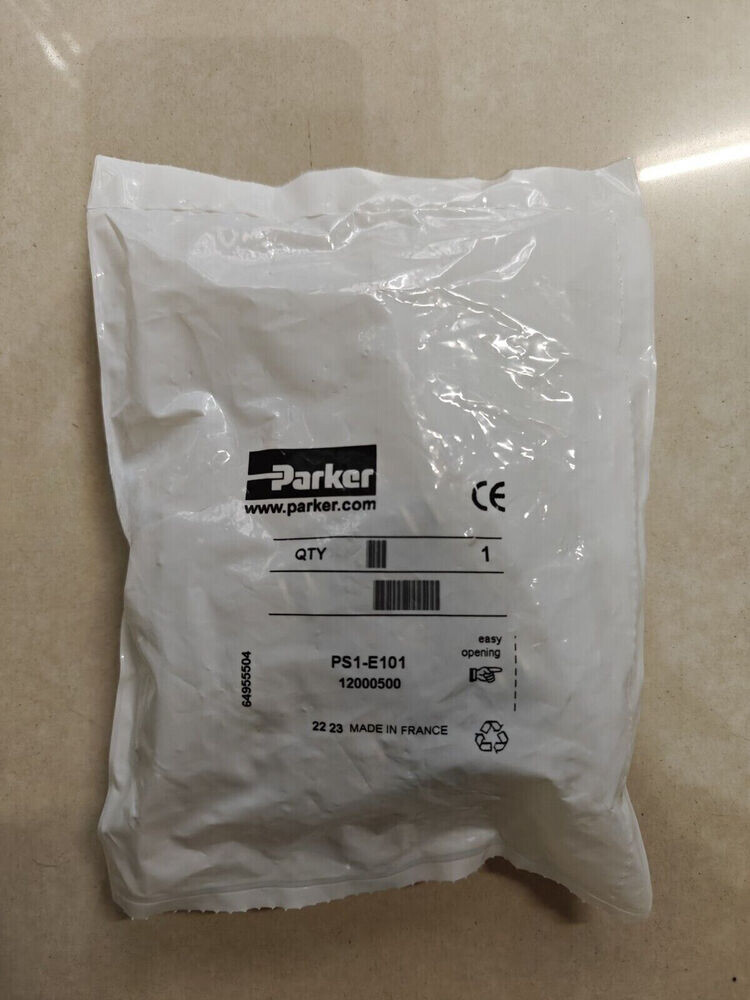 Parker
www.parker.com
CE
QTY 1
easy
opening
PS1-E101
12000500
64955504
22 23 MADE IN FRANCE